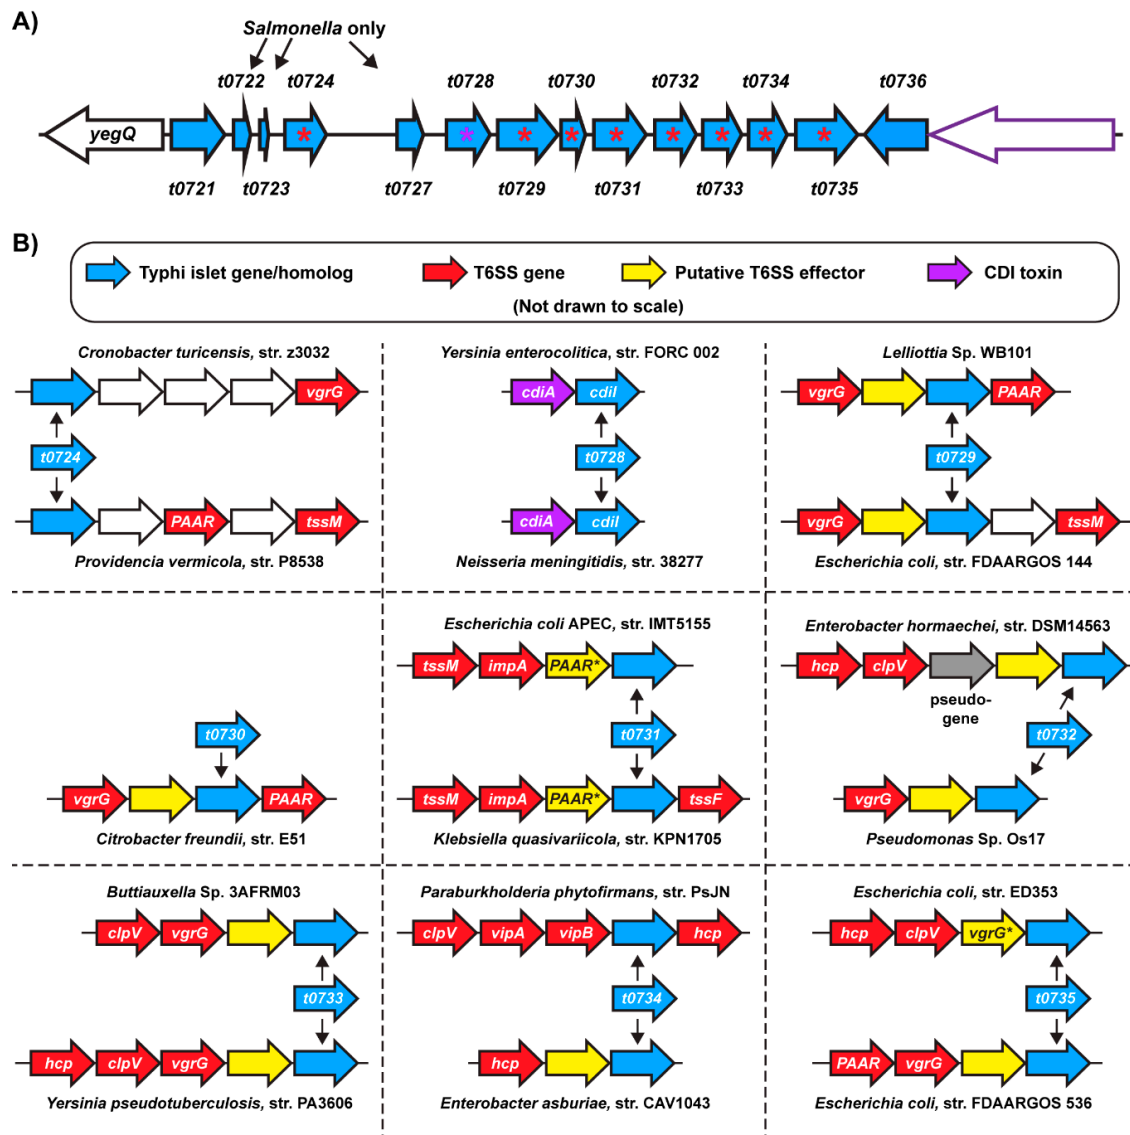 A)
Salmonella only
t0722 t0724 t0728 t0730 t0732 t0734 t0736
yegQ * * * * * * * * *
t0721 t0723 t0727 t0729 t0731 t0733 t0735
B)
Typhi islet gene/homolog T6SS gene Putative T6SS effector CDI toxin
(Not drawn to scale)
Cronobacter turicensis, str. z3032
vgrG
t0724
PAAR tssM
Providencia vermicola, str. P8538
Yersinia enterocolitica, str. FORC 002
cdiA cdiI
t0728
cdiA cdiI
Neisseria meningitidis, str. 38277
Lelliottia Sp. WB101
vgrG PAAR
t0729
vgrG tssM
Escherichia coli, str. FDAARGOS 144
t0730
vgrG PAAR
Citrobacter freundii, str. E51
Escherichia coli APEC, str. IMT5155
tssM impA PAAR*
t0731
tssM impA PAAR* tssF
Klebsiella quasivariicola, str. KPN1705
Enterobacter hormaechei, str. DSM14563
hcp clpV
pseudo-
gene
t0732
vgrG
Pseudomonas Sp. Os17
Buttiauxella Sp. 3AFRM03
clpV vgrG
t0733
hcp clpV vgrG
Yersinia pseudotuberculosis, str. PA3606
Paraburkholderia phytofirmans, str. PsJN
clpV vipA vipB hcp
t0734
hcp
Enterobacter asburiae, str. CAV1043
Escherichia coli, str. ED353
hcp clpV vgrG*
t0735
PAAR vgrG
Escherichia coli, str. FDAARGOS 536